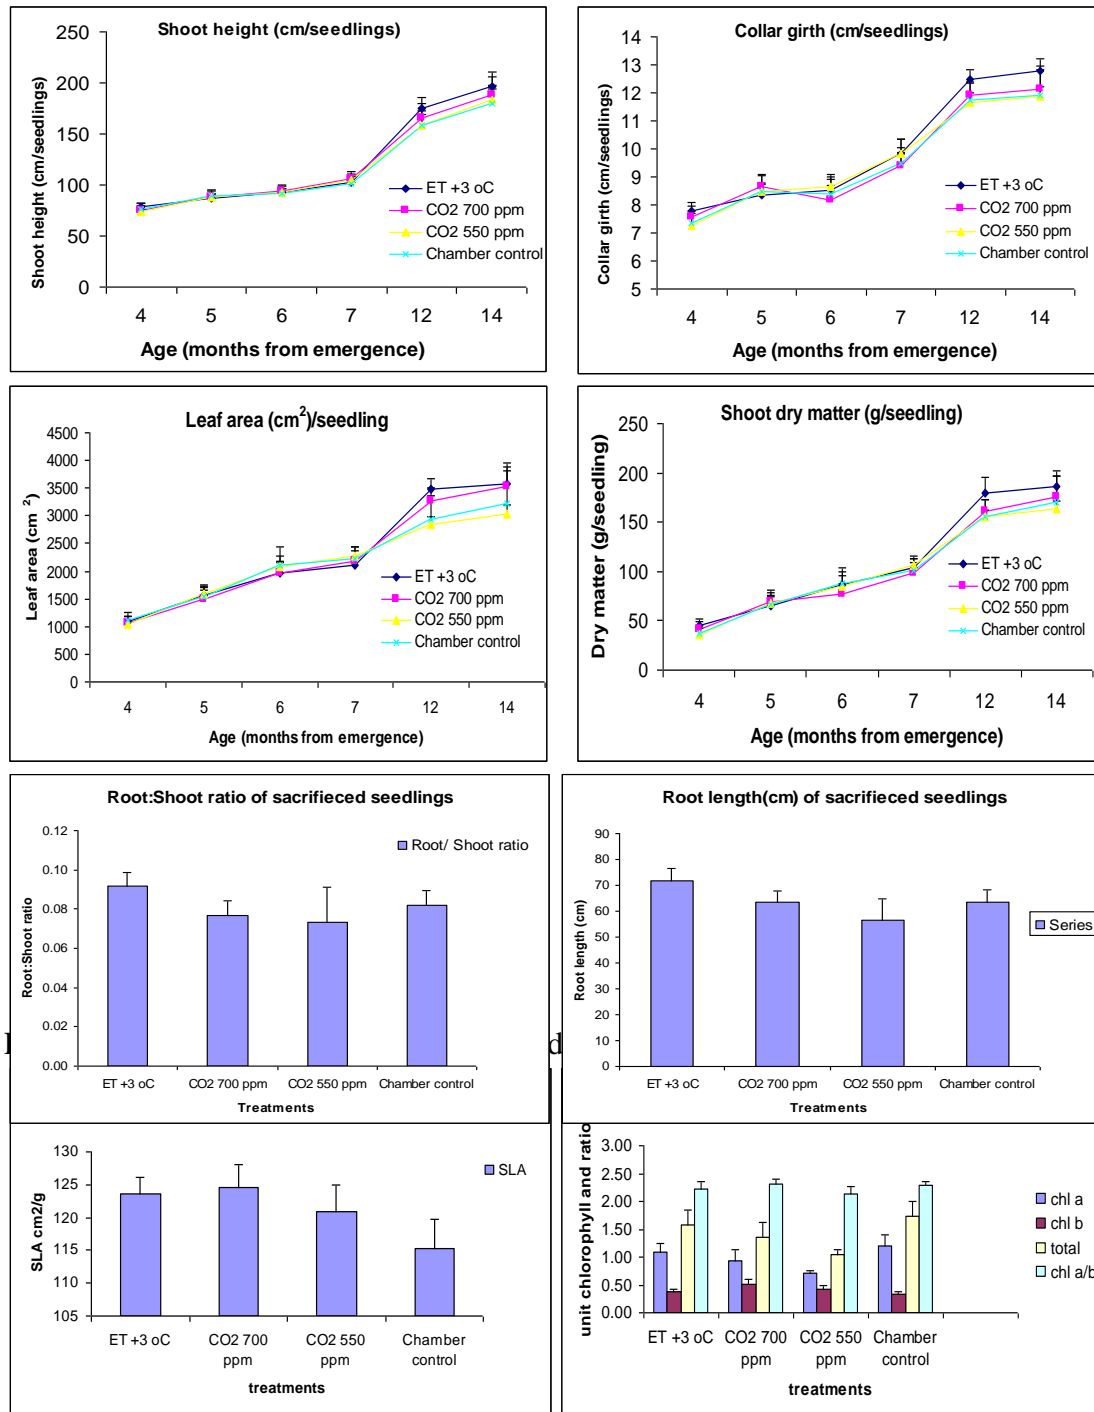 Shoot height (cm/seedlings)
Shoot height (cm/seedlings)
250
200
150
100
50
0
ET +3 oC
CO2 700 ppm
CO2 550 ppm
Chamber control
4 5 6 7 12 14
Age (months from emergence)
Collar girth (cm/seedlings)
Collar girth (cm/seedlings)
14
13
12
11
10
9
8
7
6
5
ET +3 oC
CO2 700 ppm
CO2 550 ppm
Chamber control
4 5 6 7 12 14
Age (months from emergence)
Leaf area (cm²)/seedling
Leaf area (cm ²)
4500
4000
3500
3000
2500
2000
1500
1000
500
0
ET +3 oC
CO2 700 ppm
CO2 550 ppm
Chamber control
4 5 6 7 12 14
Age (months from emergence)
Shoot dry matter (g/seedling)
Dry matter (g/seedling)
250
200
150
100
50
0
ET +3 oC
CO2 700 ppm
CO2 550 ppm
Chamber control
4 5 6 7 12 14
Age (months from emergence)
Root:Shoot ratio of sacrifieced seedlings
Root:Shoot ratio
0.12
0.10
0.08
0.06
0.04
0.02
0.00
Root/ Shoot ratio
ET +3 oC CO2 700 ppm CO2 550 ppm Chamber control
Treatments
Root length(cm) of sacrifieced seedlings
Root length (cm)
90
80
70
60
50
40
30
20
10
0
Series
ET +3 oC CO2 700 ppm CO2 550 ppm Chamber control
Treatments
d
SLA cm2/g
130
125
120
115
110
105
SLA
ET +3 oC CO2 700 CO2 550 Chamber
ppm ppm control
treatments
unit chlorophyll and ratio
3.00
2.50
2.00
1.50
1.00
0.50
0.00
chl a
chl b
total
chl a/b
ET +3 oC CO2 700 CO2 550 Chamber
ppm ppm control
treatments